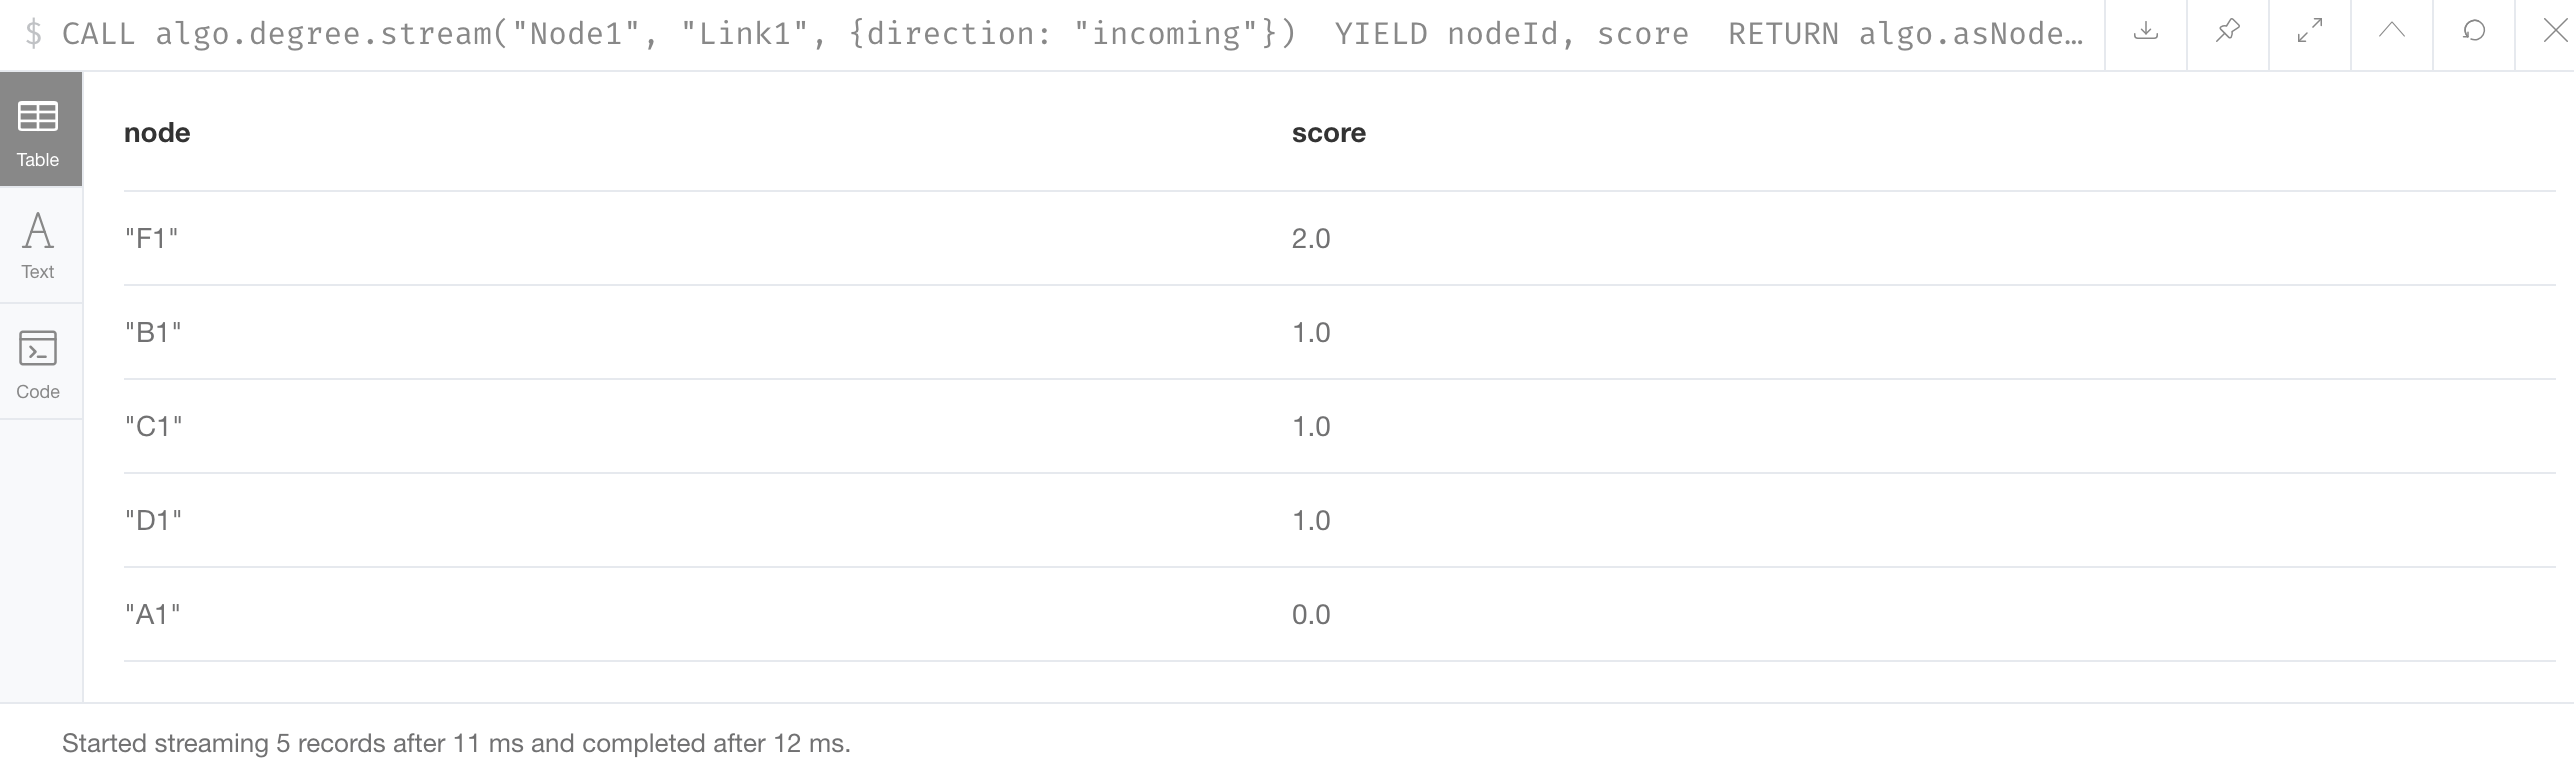 $ CALL algo.degree.stream("Node1", "Link1", {direction: "incoming"}) YIELD nodeId, score RETURN algo.asNode…
Table
Text
Code
node score
"F1" 2.0
"B1" 1.0
"C1" 1.0
"D1" 1.0
"A1" 0.0
Started streaming 5 records after 11 ms and completed after 12 ms.